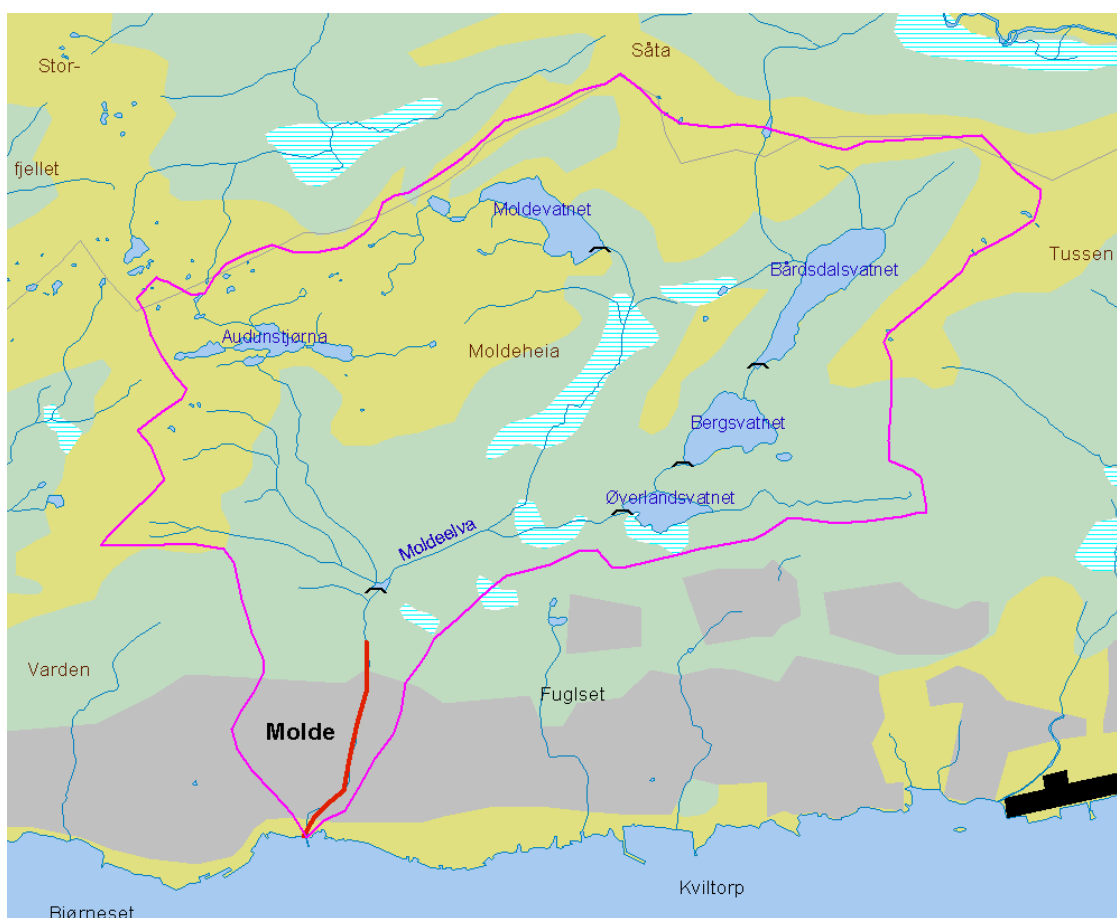 Såta
Stor-
fjellet
Moldevatnet
Tussen
Bårdsdalsvatnet
Audunstjørna
Moldeheia
Bergsvatnet
Øverlandsvatnet
Moldeelva
Varden
Fuglset
Molde
Kviltorp
Bjørneset